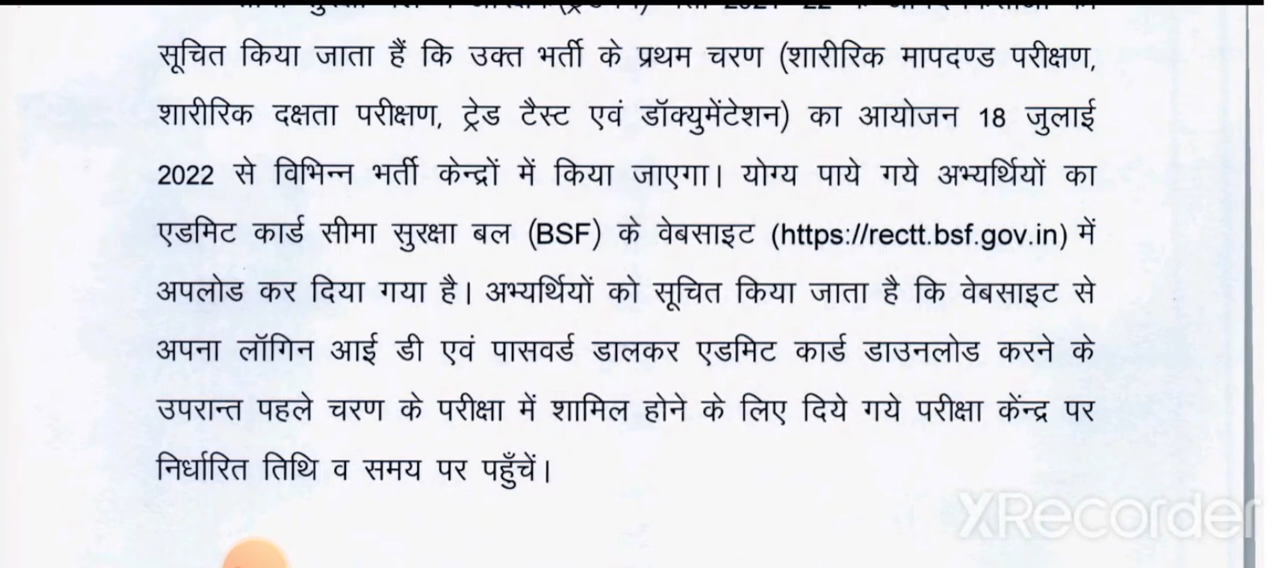 सूचित किया जाता हैं कि उक्त भर्ती के प्रथम चरण (शारीरिक मापदण्ड परीक्षण,
शारीरिक दक्षता परीक्षण, ट्रेड टैस्ट एवं डॉक्युमेंटेशन) का आयोजन 18 जुलाई
2022 से विभिन्न भर्ती केन्द्रों में किया जाएगा। योग्य पाये गये अभ्यर्थियों का
एडमिट कार्ड सीमा सुरक्षा बल (BSF) के वेबसाइट (https://rectt.bsf.gov.in) में
अपलोड कर दिया गया है। अभ्यर्थियों को सूचित किया जाता है कि वेबसाइट से
अपना लॉगिन आई डी एवं पासवर्ड डालकर एडमिट कार्ड डाउनलोड करने के
उपरान्त पहले चरण के परीक्षा में शामिल होने के लिए दिये गये परीक्षा केंन्द्र पर
निर्धारित तिथि व समय पर पहुँचें।
XRecorder